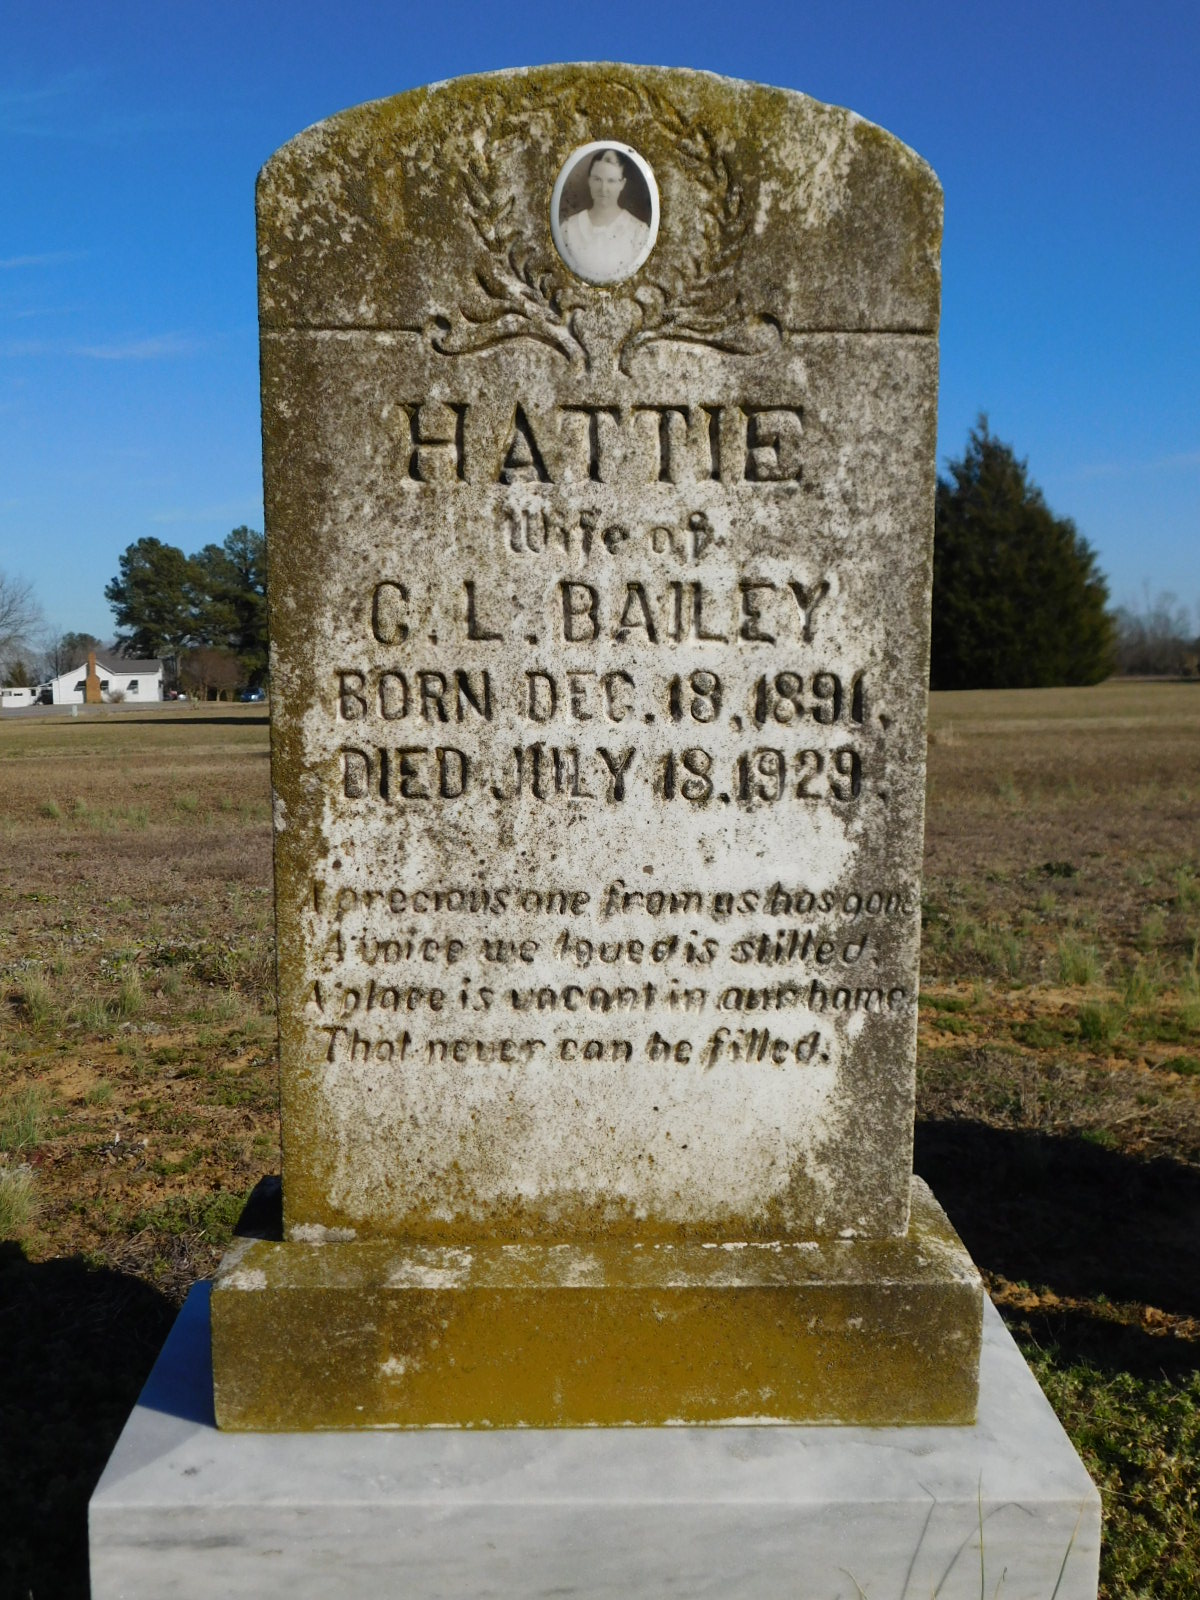 HATTIE
Wife of
C. L. BAILEY
BORN DEC. 18, 1891.
DIED JULY 18, 1929.
A precious one from us has gone
A voice we loved is stilled.
A place is vacant in our home
That never can be filled.